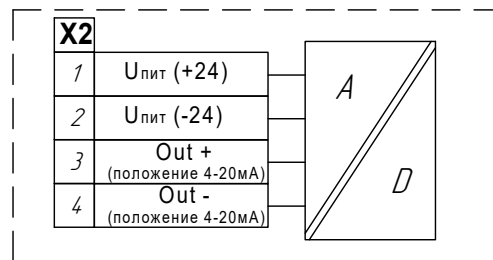 X2
1 Uпит (+24)
2 Uпит (-24)
3 Out +
(положение 4-20мА)
4 Out -
(положение 4-20мА)
A
D